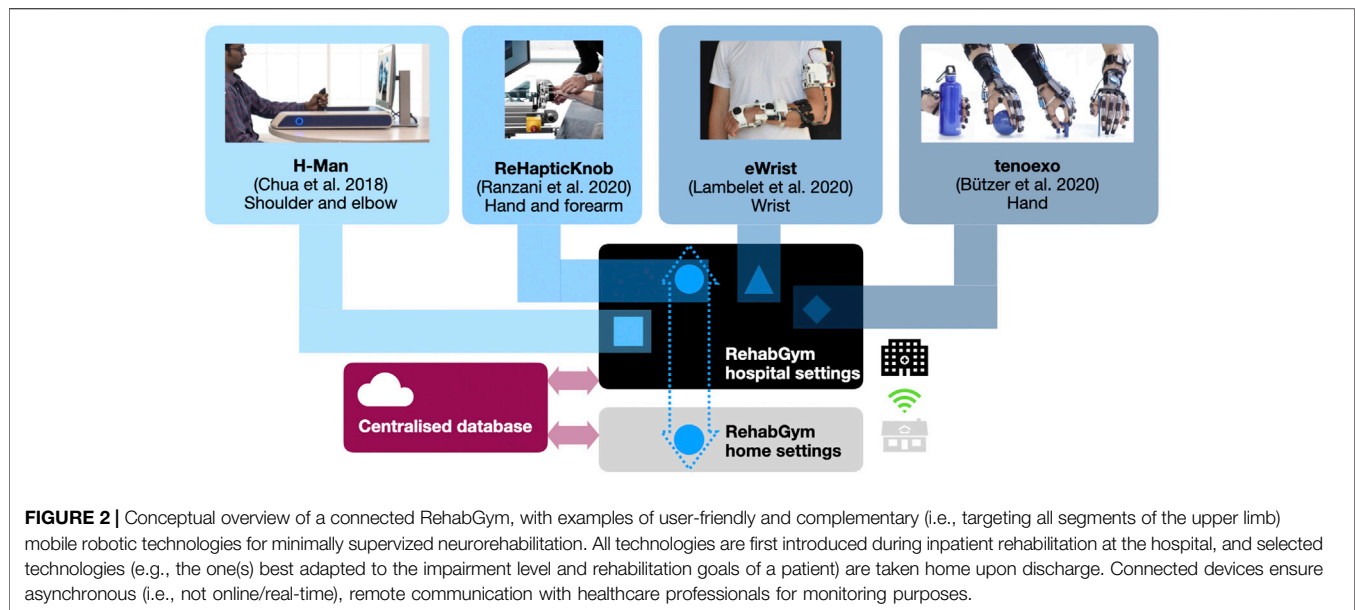 H-Man
(Chua et al. 2018)
Shoulder and elbow
ReHapticKnob
(Ranzani et al. 2020)
Hand and forearm
eWrist
(Lambelet et al. 2020)
Wrist
tenoexo
(Bützer et al. 2020)
Hand
RehabGym
hospital settings
Centralised database
RehabGym
home settings
FIGURE 2 | Conceptual overview of a connected RehabGym, with examples of user-friendly and complementary (i.e., targeting all segments of the upper limb)
mobile robotic technologies for minimally supervized neurorehabilitation. All technologies are first introduced during inpatient rehabilitation at the hospital, and selected
technologies (e.g., the one(s) best adapted to the impairment level and rehabilitation goals of a patient) are taken home upon discharge. Connected devices ensure
asynchronous (i.e., not online/real-time), remote communication with healthcare professionals for monitoring purposes.